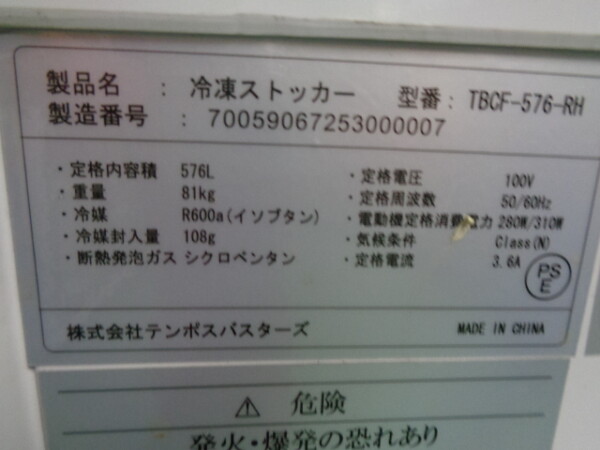 製品名 : 冷凍ストッカー 型番: TBCF-576-RH
製造番号 : 70059067253000007
・定格内容積 576L
・重量 81kg
・冷媒 R600a(イソブタン)
・冷媒封入量 108g
・断熱発泡ガス シクロペンタン
・定格電圧 100V
・定格周波数 50/60Hz
・電動機定格消費電力 280W/310W
・気候条件 Class(N)
・定格電流 3.6A
PS
E
株式会社テンポスバスターズ MADE IN CHINA
⚠ 危険
発火・爆発の恐れあり